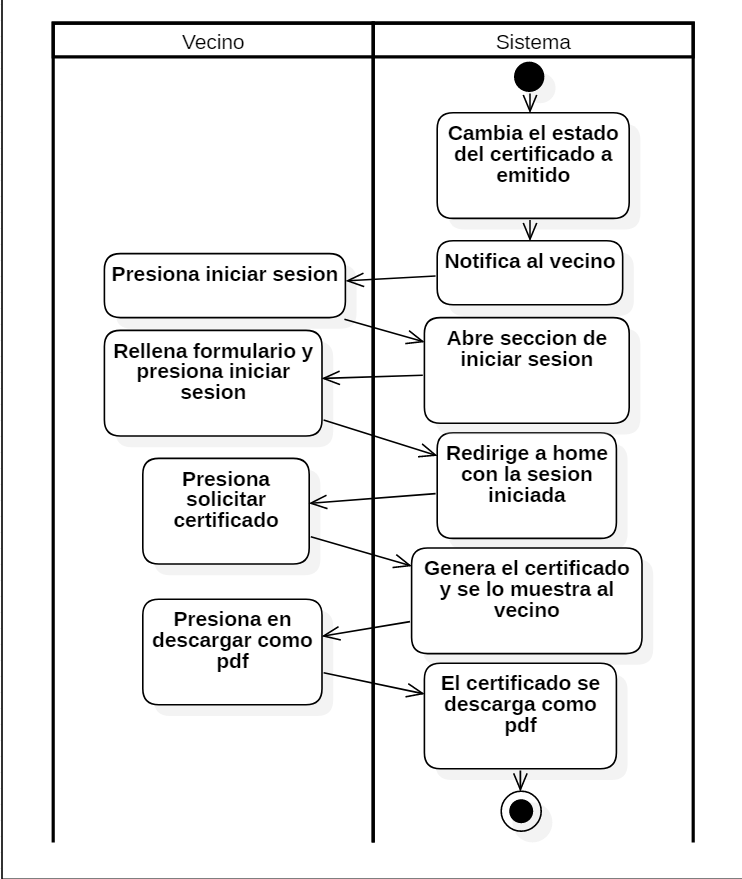 Vecino
Sistema
Cambia el estado
del certificado a
emitido
Notifica al vecino
Presiona iniciar sesion
Abre seccion de
iniciar sesion
Rellena formulario y
presiona iniciar
sesion
Redirige a home
con la sesion
iniciada
Presiona
solicitar
certificado
Genera el certificado
y se lo muestra al
vecino
Presiona en
descargar como
pdf
El certificado se
descarga como
pdf